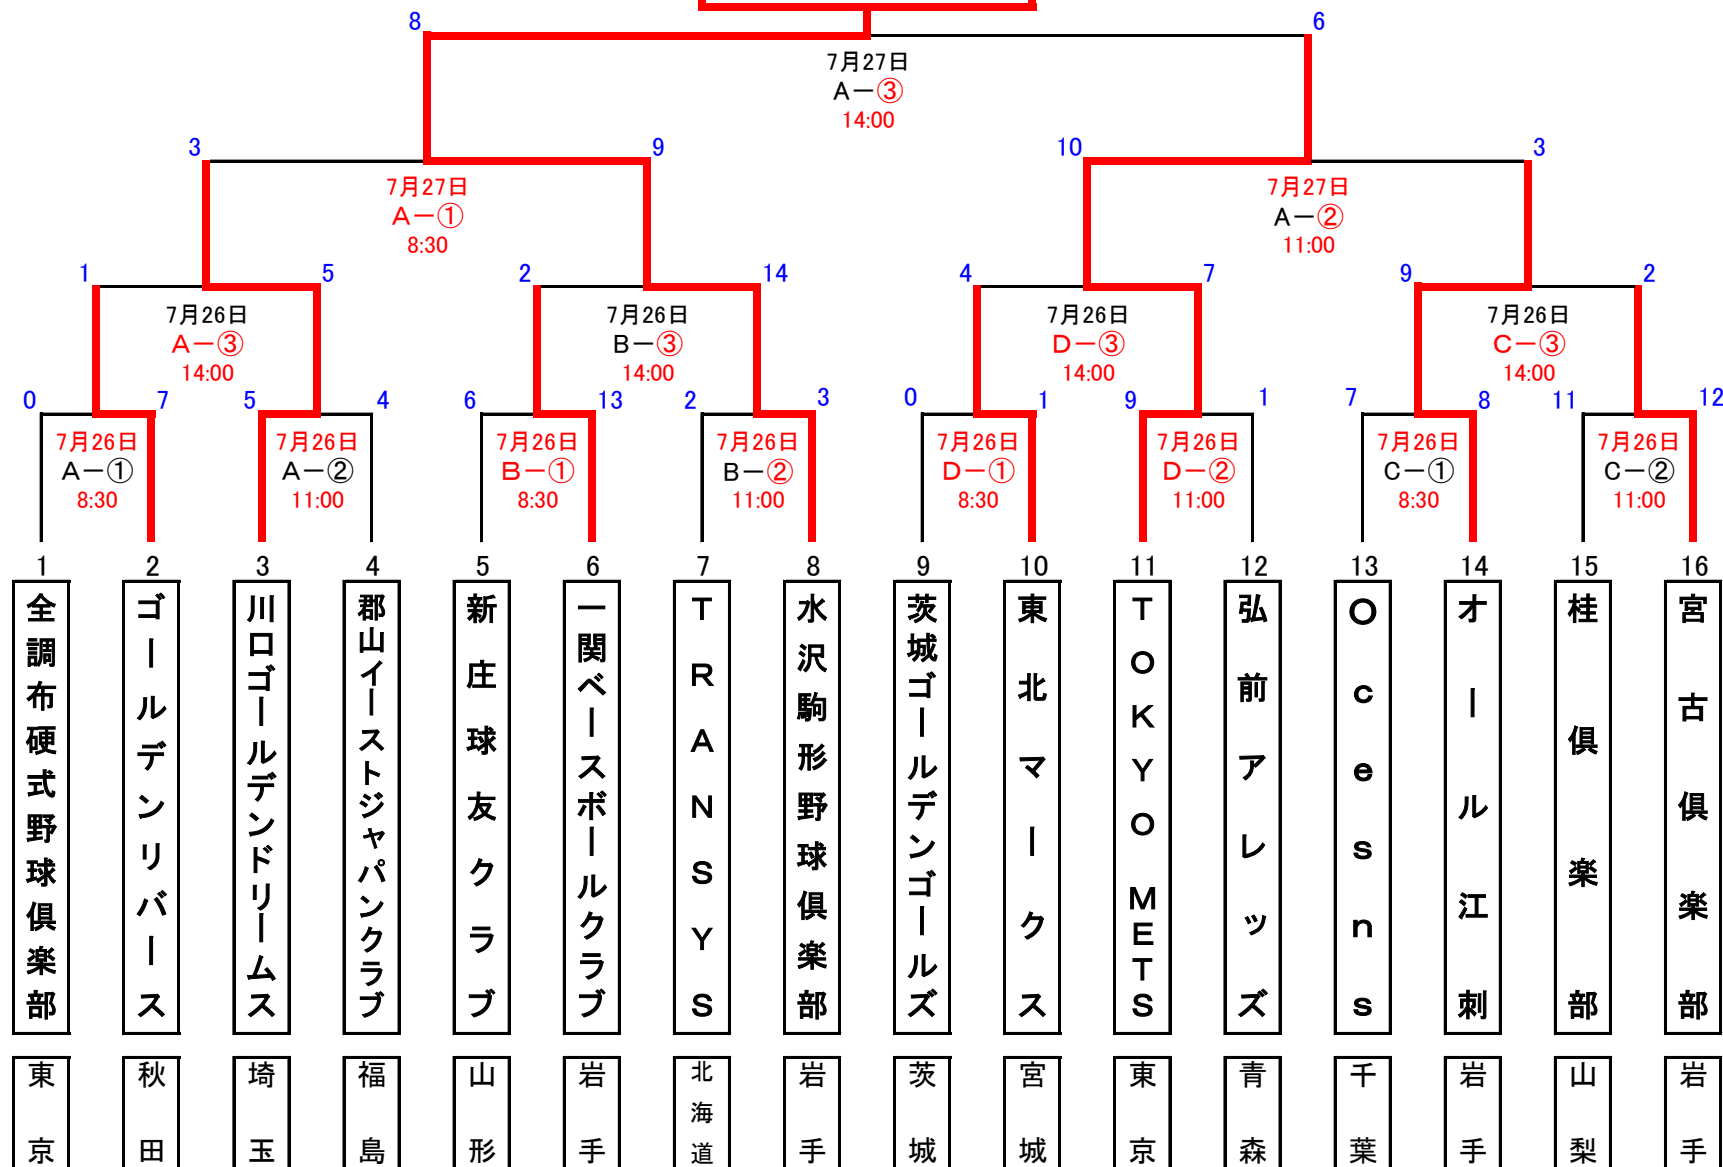 8 6
7月27日
A－③
14:00
3 9 10 3
7月27日 7月27日
A－① A－②
8:30 11:00
1 5 2 14 4 7 9 2
7月26日 7月26日 7月26日 7月26日
A－③ B－③ D－③ C－③
14:00 14:00 14:00 14:00
0 7 5 4 6 13 2 3 0 1 9 1 7 8 11 12
7月26日 7月26日 7月26日 7月26日 7月26日 7月26日 7月26日 7月26日
A－① A－② B－① B－② D－① D－② C－① C－②
8:30 11:00 8:30 11:00 8:30 11:00 8:30 11:00
1 2 3 4 5 6 7 8 9 10 11 12 13 14 15 16
全調布硬式野球倶楽部
ゴールデンリバース
川口ゴールデンドリームス
郡山イーストジャパンクラブ
新庄球友クラブ
一関ベースボールクラブ
TRANSYS
水沢駒形野球倶楽部
茨城ゴールデンゴールズ
東北マークス
TOKYO METS
弘前アレッズ
Ocesns
オール江刺
桂倶楽部
宮古倶楽部
東京
秋田
埼玉
福島
山形
岩手
北海道
岩手
茨城
宮城
東京
青森
千葉
岩手
山梨
岩手